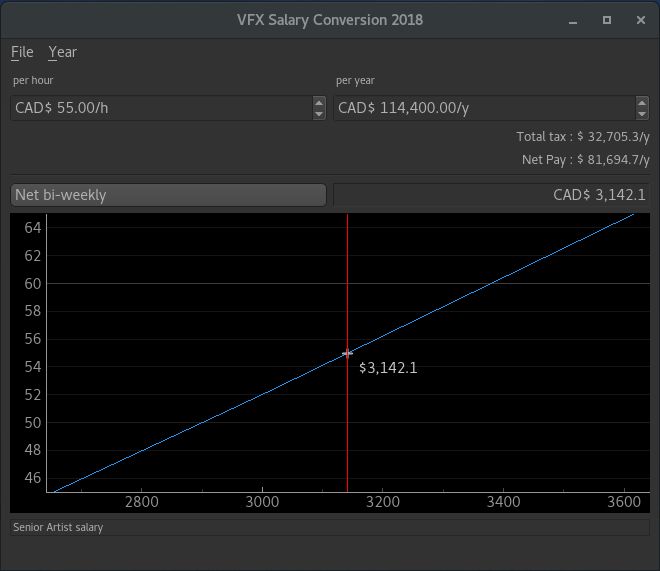 VFX Salary Conversion 2018
File Year
per hour per year
CAD$ 55.00/h CAD$ 114,400.00/y
Total tax : $ 32,705.3/y
Net Pay : $ 81,694.7/y
Net bi-weekly CAD$ 3,142.1
64
62
60
58
56
54
$3,142.1
52
50
48
46
2800 3000 3200 3400 3600
Senior Artist salary